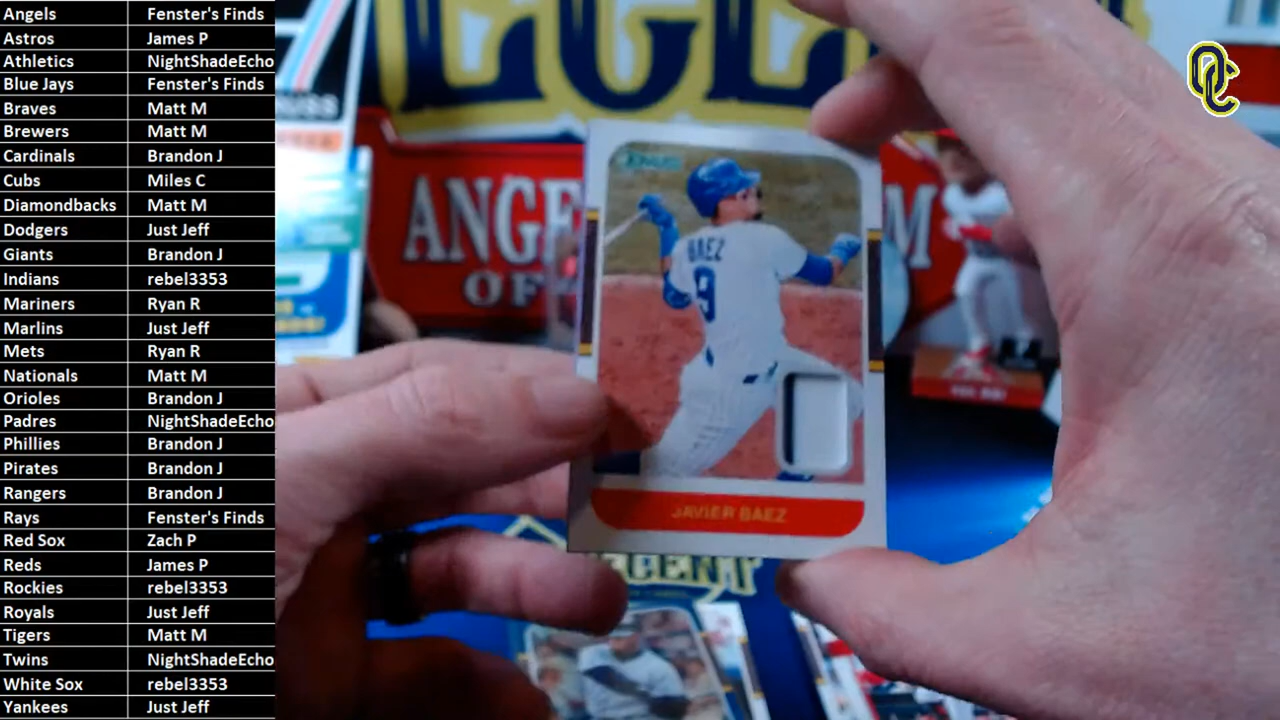 Angels Fenster's Finds
Astros James P
Athletics NightShadeEcho
Blue Jays Fenster's Finds
Braves Matt M
Brewers Matt M
Cardinals Brandon J
Cubs Miles C
Diamondbacks Matt M
Dodgers Just Jeff
Giants Brandon J
Indians rebel3353
Mariners Ryan R
Marlins Just Jeff
Mets Ryan R
Nationals Matt M
Orioles Brandon J
Padres NightShadeEcho
Phillies Brandon J
Pirates Brandon J
Rangers Brandon J
Rays Fenster's Finds
Red Sox Zach P
Reds James P
Rockies rebel3353
Royals Just Jeff
Tigers Matt M
Twins NightShadeEcho
White Sox rebel3353
Yankees Just Jeff
OC
ANGE M
OF
Donruss
BAEZ
9
JAVIER BAEZ
CENT